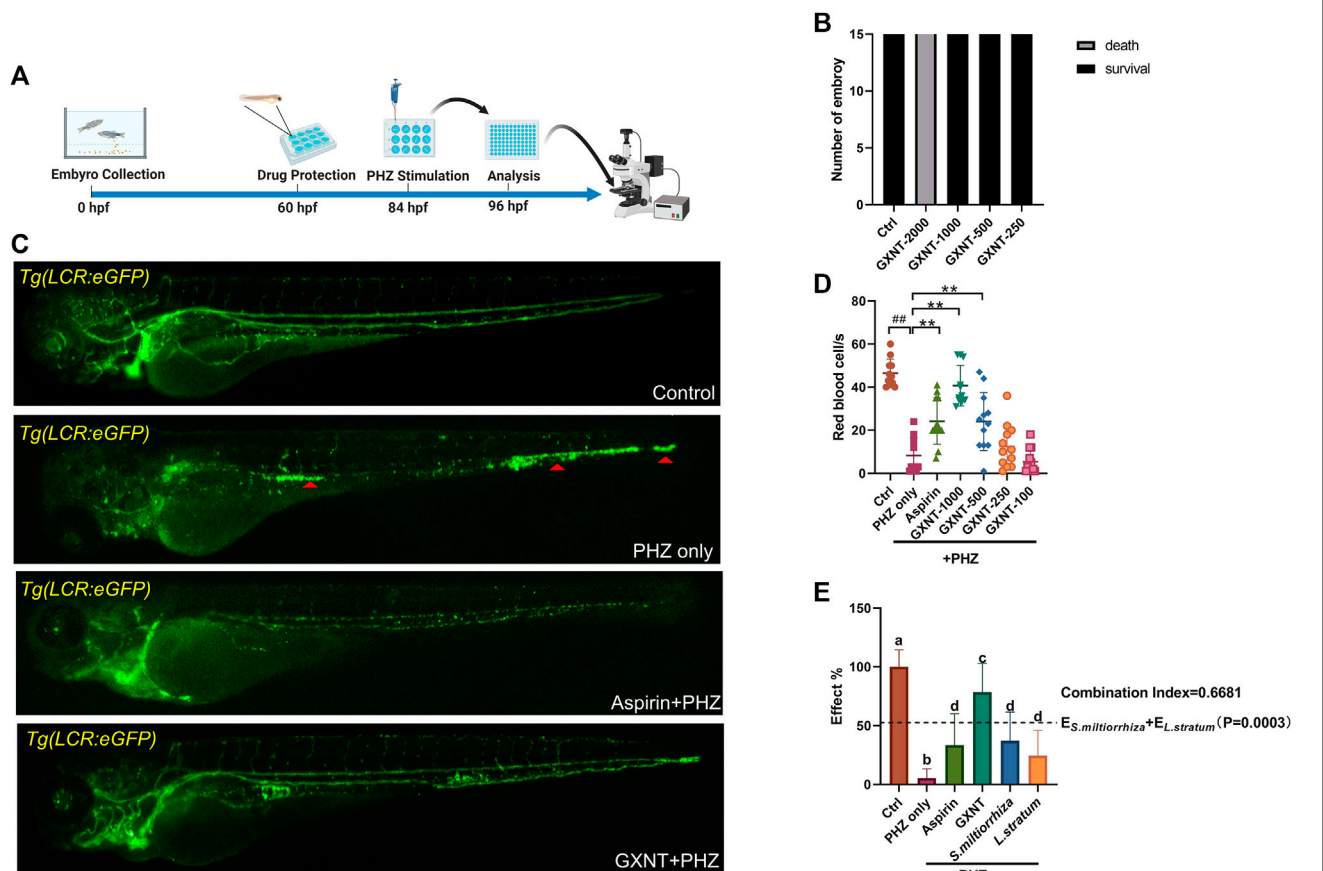 A
Embyro Collection
Drug Protection
PHZ Stimulation
Analysis
0 hpf
60 hpf
84 hpf
96 hpf
B
Number of embroy
15
10
5
0
death
survival
Ctrl
GXNT-2000
GXNT-1000
GXNT-500
GXNT-250
C
Tg(LCR:eGFP)
Control
Tg(LCR:eGFP)
PHZ only
Tg(LCR:eGFP)
Aspirin+PHZ
Tg(LCR:eGFP)
GXNT+PHZ
D
Red blood cell/s
80
60
40
20
0
##
**
**
**
Ctrl
PHZ only
Aspirin
GXNT-1000
GXNT-500
GXNT-250
GXNT-100
+PHZ
E
Effect %
150
100
50
0
a
b
d
c
d
d
Combination Index=0.6681
E S.miltiorrhiza+E L.stratum (P=0.0003)
Ctrl
PHZ only
Aspirin
GXNT
S.miltiorrhiza
L.stratum